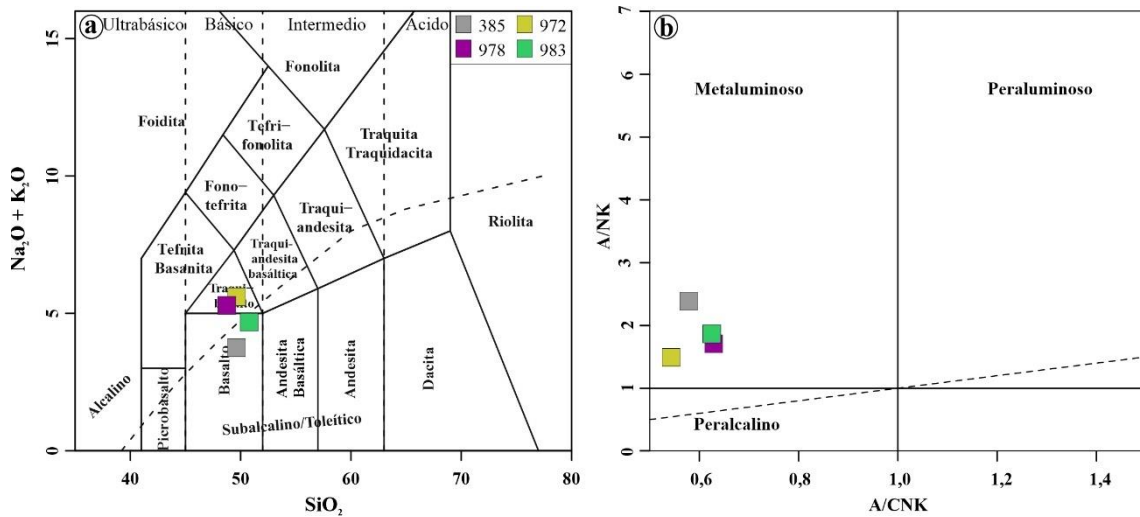 a
Ultrabásico
Básico
Intermedio
Acido
385
972
978
983
Fonolita
Foidita
Tefri−
fonolita
Traquita
Traquidacita
Fono−
tefrita
Traqui−
andesita
Riolita
Tefrita
Basanita
Traqui-
andesita
basáltica
Traqui−
Alcalino
Picrobasalto
Basalto
Andesita
Basáltica
Andesita
Dacita
Subalcalino/Toleítico
0
5
10
15
Na₂O + K₂O
40
50
60
70
80
SiO₂
b
Metaluminoso
Peraluminoso
Peralcalino
0
1
2
3
4
5
6
7
A/NK
0,6
0,8
1,0
1,2
1,4
A/CNK